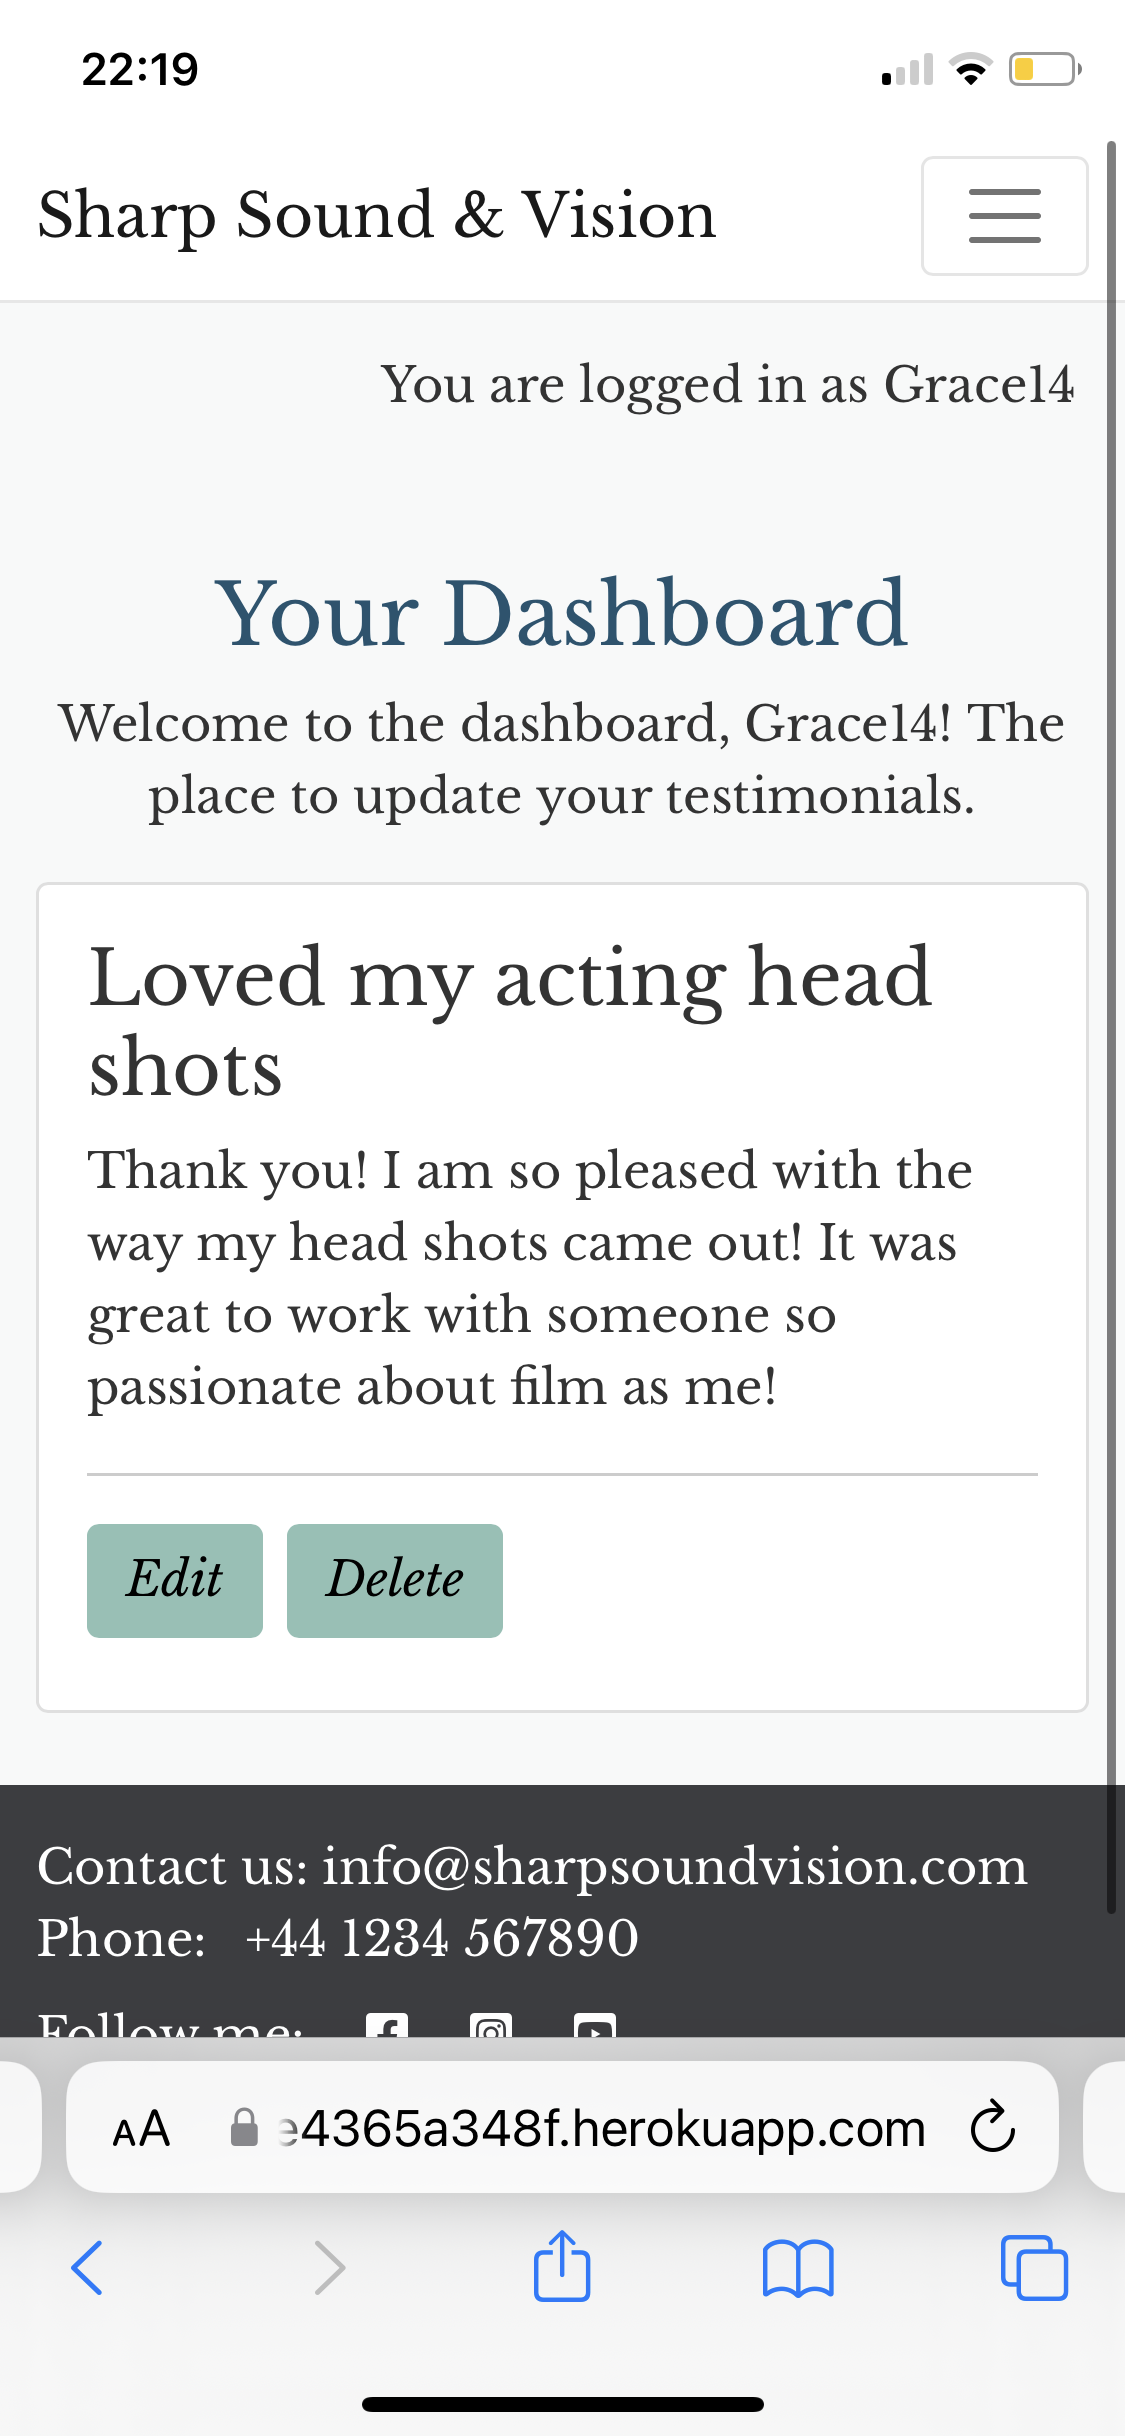 22:19
Sharp Sound & Vision
You are logged in as Grace14
Your Dashboard
Welcome to the dashboard, Grace14! The
place to update your testimonials.
Loved my acting head
shots
Thank you! I am so pleased with the
way my head shots came out! It was
great to work with someone so
passionate about film as me!
Edit Delete
Contact us: info@sharpsoundvision.com
Phone: +44 1234 567890
Follow me:
AA e4365a348f.herokuapp.com